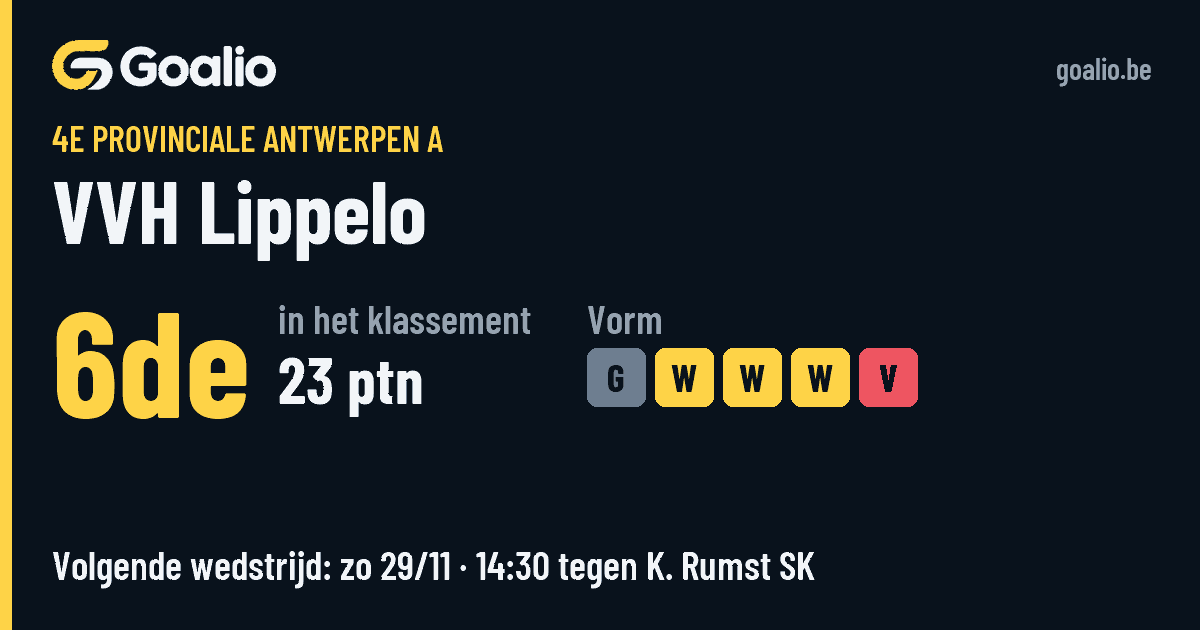 Goalio
goalio.be
4E PROVINCIALE ANTWERPEN A
VVH Lippelo
6de
in het klassement
23 ptn
Vorm
G W W W V
Volgende wedstrijd: zo 29/11 · 14:30 tegen K. Rumst SK